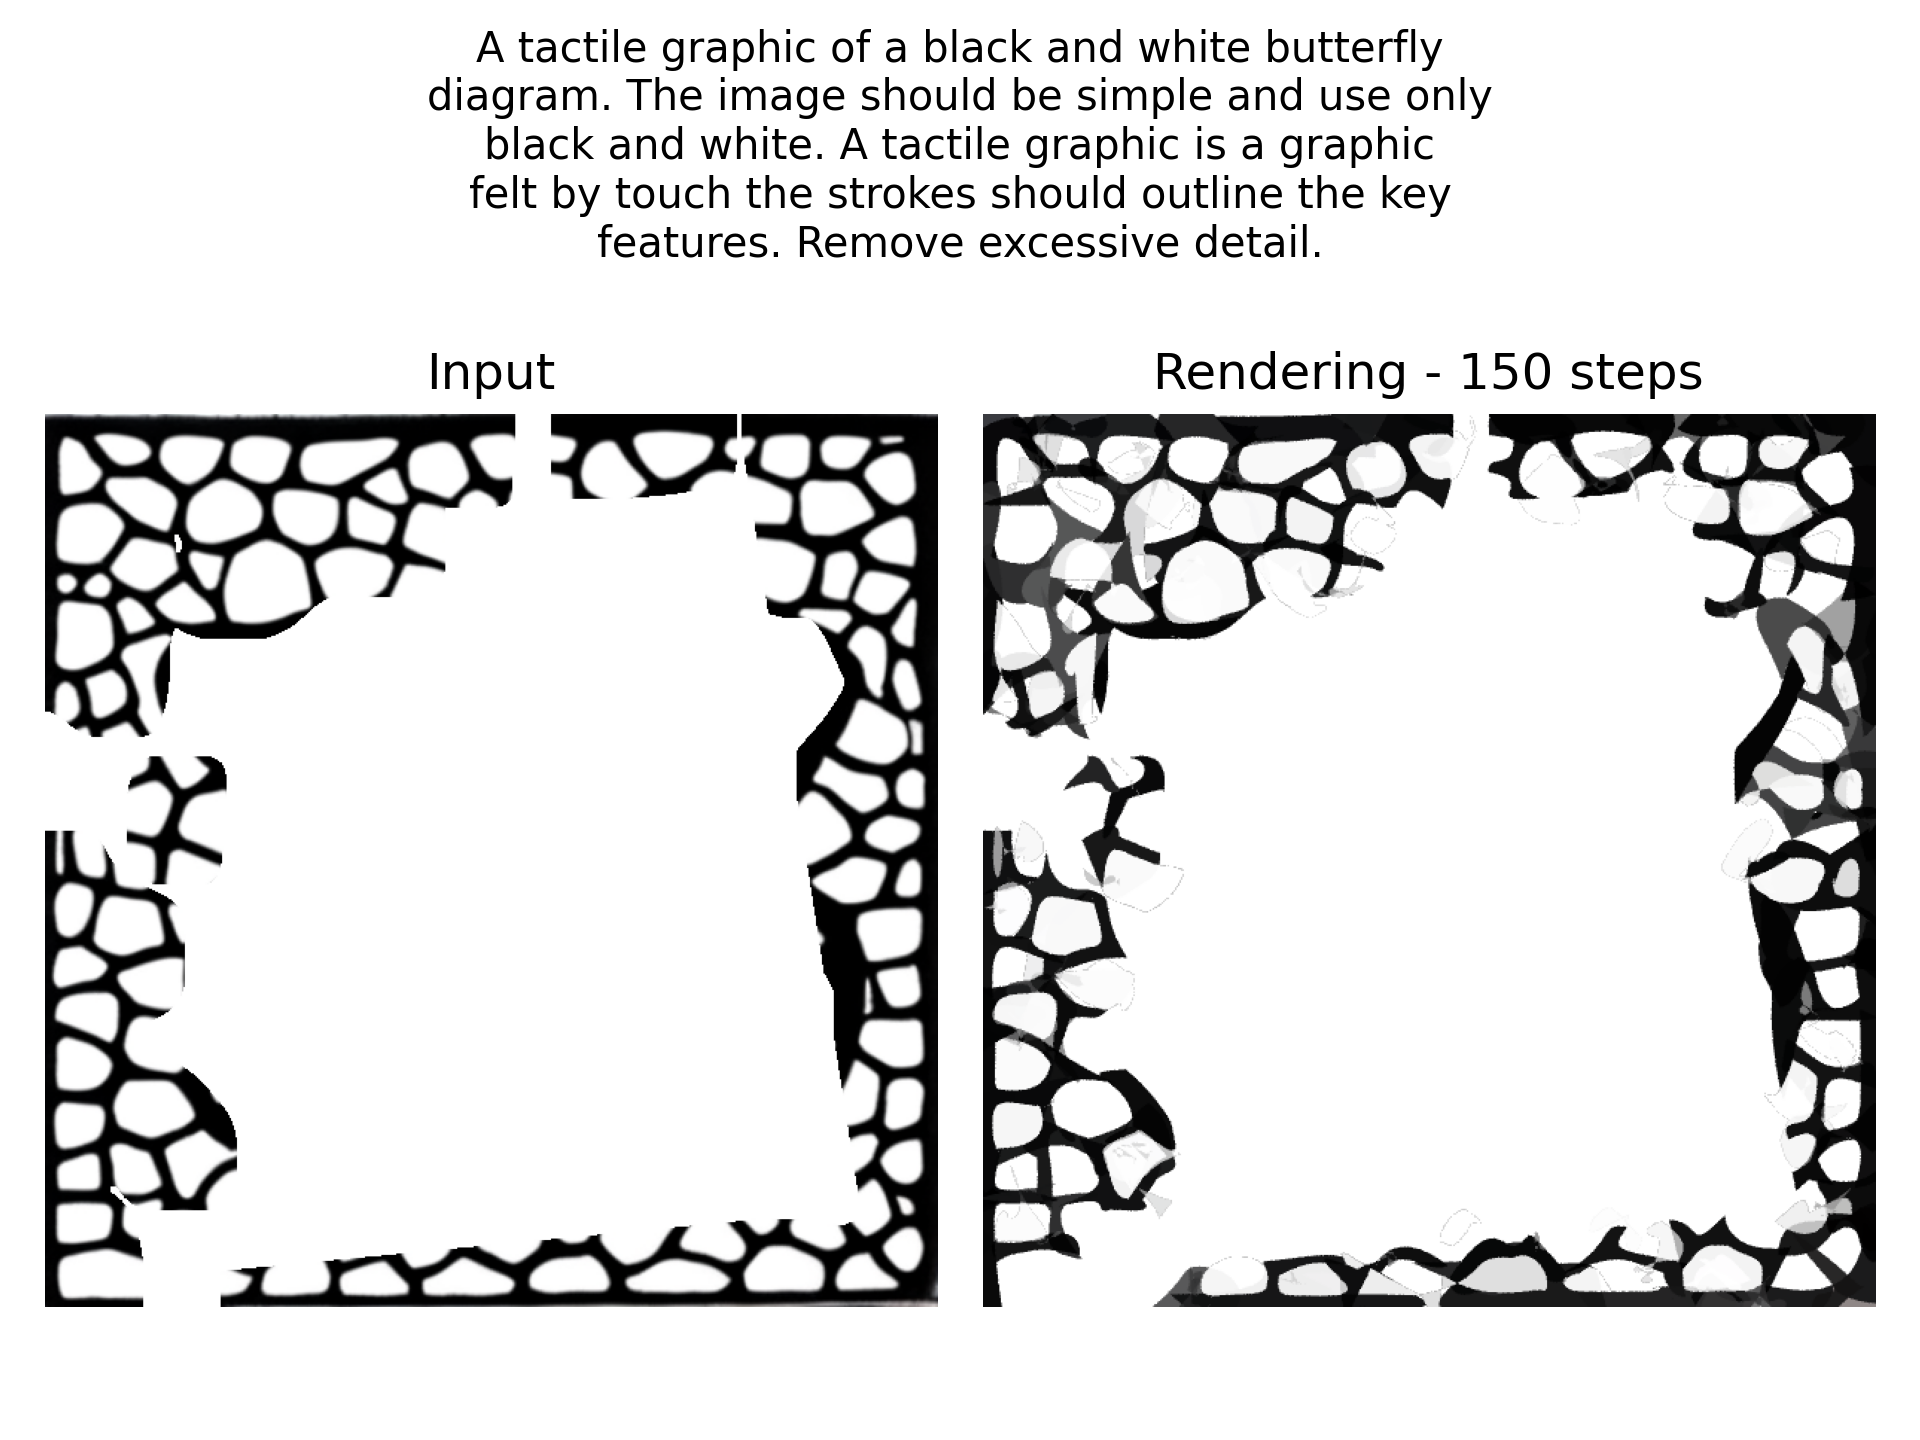 A tactile graphic of a black and white butterfly
diagram. The image should be simple and use only
black and white. A tactile graphic is a graphic
felt by touch the strokes should outline the key
features. Remove excessive detail.
Input
Rendering - 150 steps